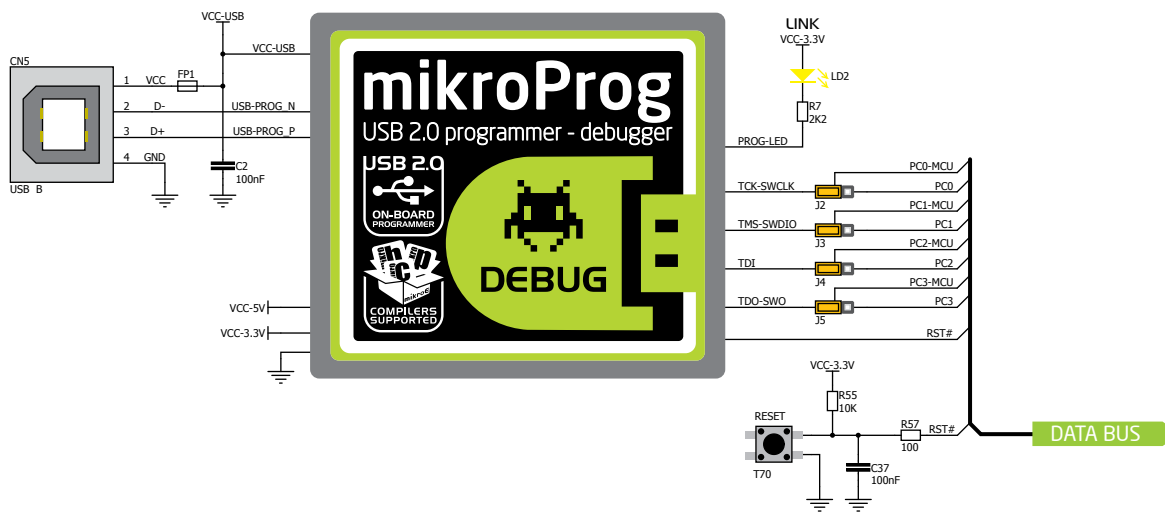 VCC-USB
CN5
1 VCC FP1
2 D- USB-PROG_N
3 D+ USB-PROG_P
4 GND
USB B
C2
100nF
VCC-USB
VCC-5V
VCC-3.3V
mikroProg
USB 2.0 programmer - debugger
USB 2.0
ON-BOARD
PROGRAMMER
h
c
p
mikroE
COMPILERS
SUPPORTED
DEBUG
LINK
VCC-3.3V
LD2
R7
2K2
PROG-LED
PC0-MCU
TCK-SWCLK
J2
PC0
PC1-MCU
TMS-SWDIO
J3
PC1
PC2-MCU
TDI
J4
PC2
PC3-MCU
TDO-SWO
J5
PC3
RST#
VCC-3.3V
R55
10K
RESET
T70
R57
100
RST#
C37
100nF
DATA BUS